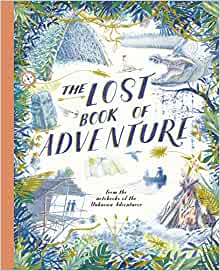 THE
LOST
BOOK OF
ADVENTURE
from the
notebooks of the
Unknown Adventurer